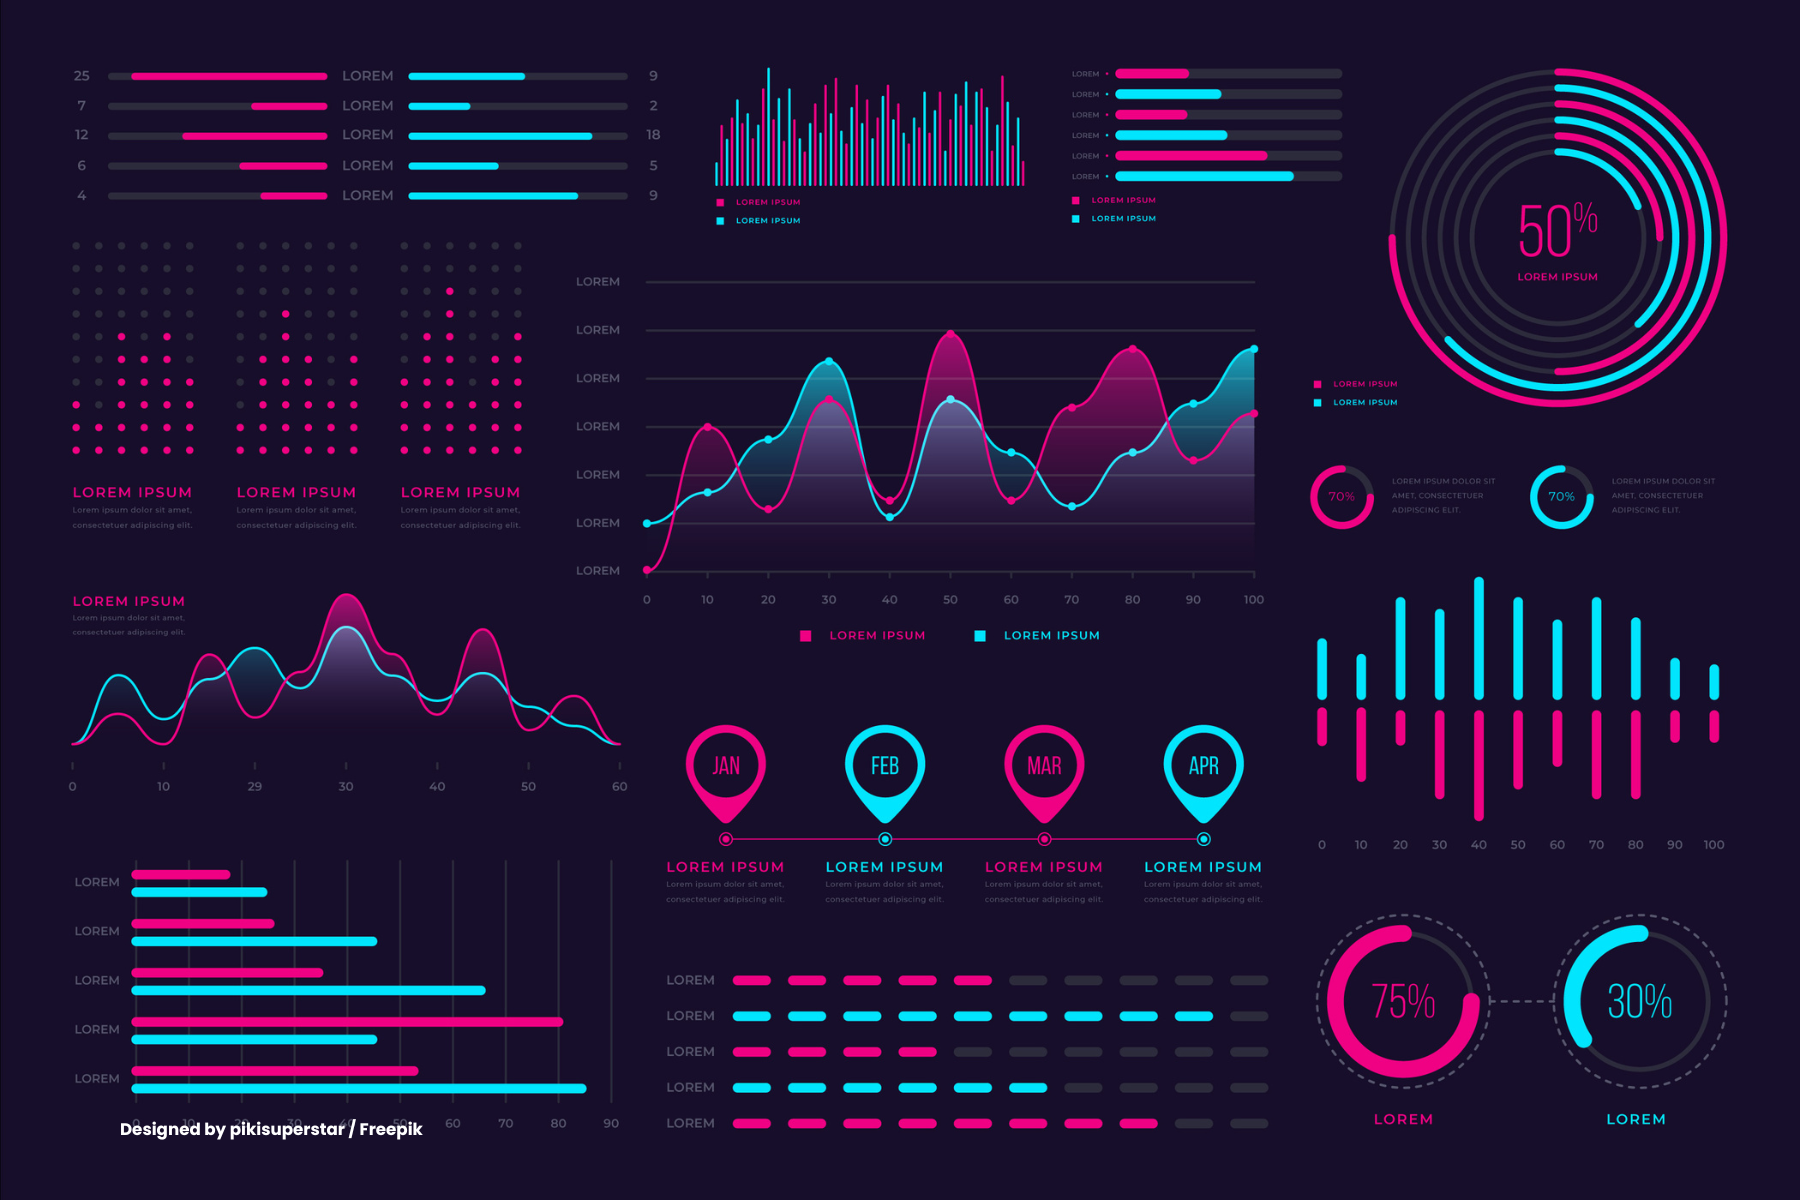 25 LOREM 9
7 LOREM 2
12 LOREM 18
6 LOREM 5
4 LOREM 9
LOREM IPSUM
LOREM IPSUM
LOREM
LOREM
LOREM
LOREM
LOREM
LOREM
LOREM IPSUM
LOREM IPSUM
50%
LOREM IPSUM
LOREM IPSUM
LOREM IPSUM
LOREM IPSUM
Lorem ipsum dolor sit amet,
consectetuer adipiscing elit.
LOREM IPSUM
Lorem ipsum dolor sit amet,
consectetuer adipiscing elit.
LOREM IPSUM
Lorem ipsum dolor sit amet,
consectetuer adipiscing elit.
LOREM
LOREM
LOREM
LOREM
LOREM
LOREM
LOREM
0 10 20 30 40 50 60 70 80 90 100
LOREM IPSUM LOREM IPSUM
70%
LOREM IPSUM DOLOR SIT
AMET, CONSECTETUER
ADIPISCING ELIT.
70%
LOREM IPSUM DOLOR SIT
AMET, CONSECTETUER
ADIPISCING ELIT.
LOREM IPSUM
Lorem ipsum dolor sit amet,
consectetuer adipiscing elit.
0 10 29 30 40 50 60
JAN FEB MAR APR
LOREM IPSUM
Lorem ipsum dolor sit amet,
consectetuer adipiscing elit.
LOREM IPSUM
Lorem ipsum dolor sit amet,
consectetuer adipiscing elit.
LOREM IPSUM
Lorem ipsum dolor sit amet,
consectetuer adipiscing elit.
LOREM IPSUM
Lorem ipsum dolor sit amet,
consectetuer adipiscing elit.
0 10 20 30 40 50 60 70 80 90 100
LOREM
LOREM
LOREM
LOREM
LOREM
0 10 20 30 40 50 60 70 80 90
Designed by pikisuperstar / Freepik
LOREM
LOREM
LOREM
LOREM
LOREM
75% 30%
LOREM LOREM